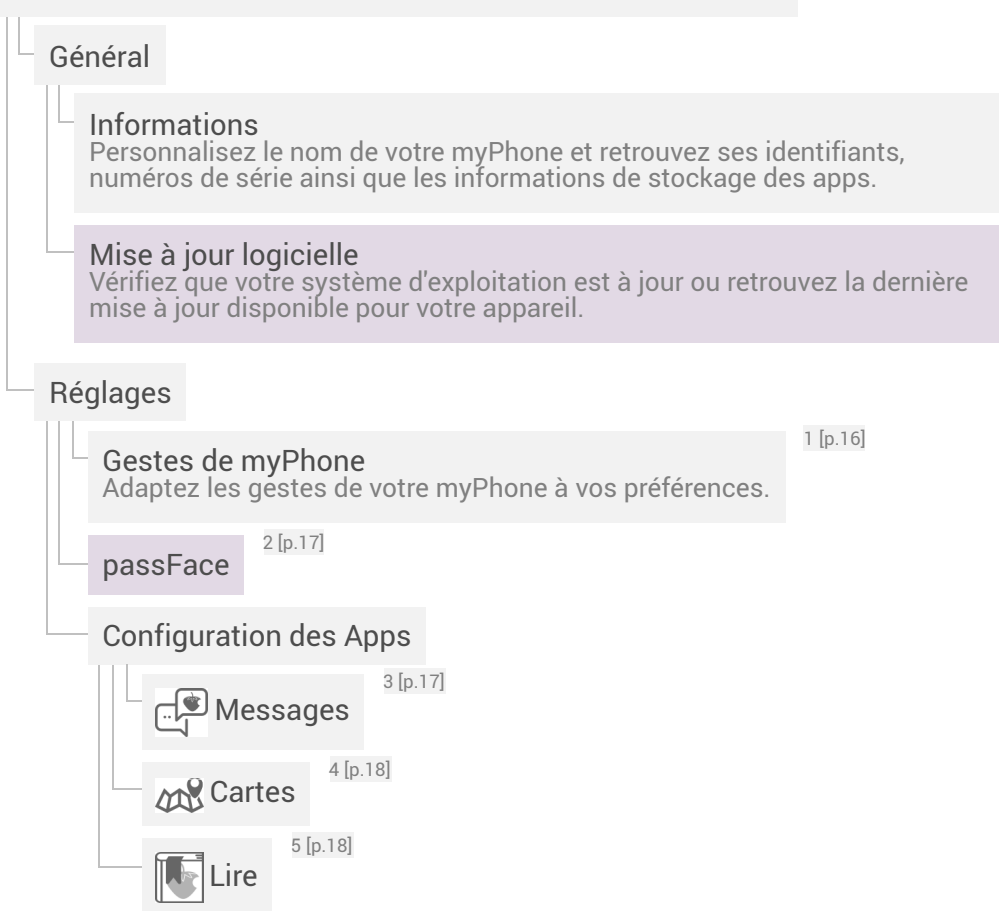 Général
Informations
Personnalisez le nom de votre myPhone et retrouvez ses identifiants,
numéros de série ainsi que les informations de stockage des apps.
Mise à jour logicielle
Vérifiez que votre système d'exploitation est à jour ou retrouvez la dernière
mise à jour disponible pour votre appareil.
Réglages
1 [p.16]
Gestes de myPhone
Adaptez les gestes de votre myPhone à vos préférences.
2 [p.17]
passFace
Configuration des Apps
3 [p.17]
Messages
4 [p.18]
Cartes
5 [p.18]
Lire